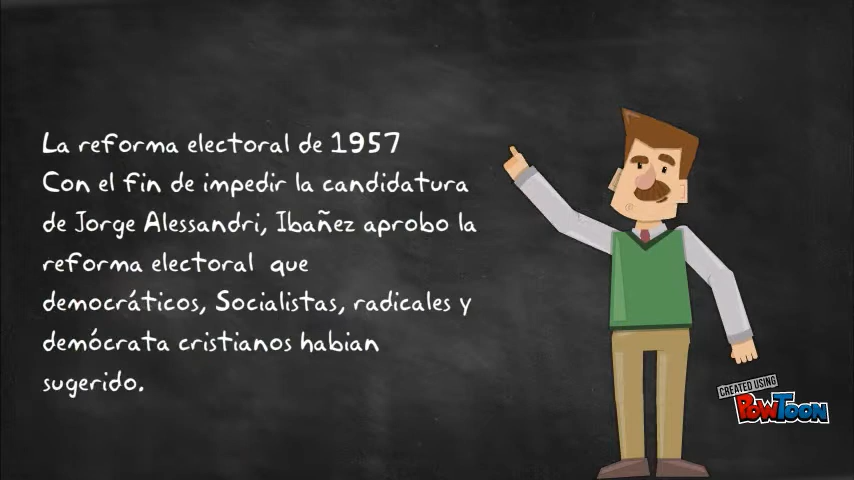 La reforma electoral de 1957
Con el fin de impedir la candidatura
de Jorge Alessandri, Ibañez aprobo la
reforma electoral que
democráticos, Socialistas, radicales y
demócrata cristianos habian
sugerido.
CREATED USING
POWTOON